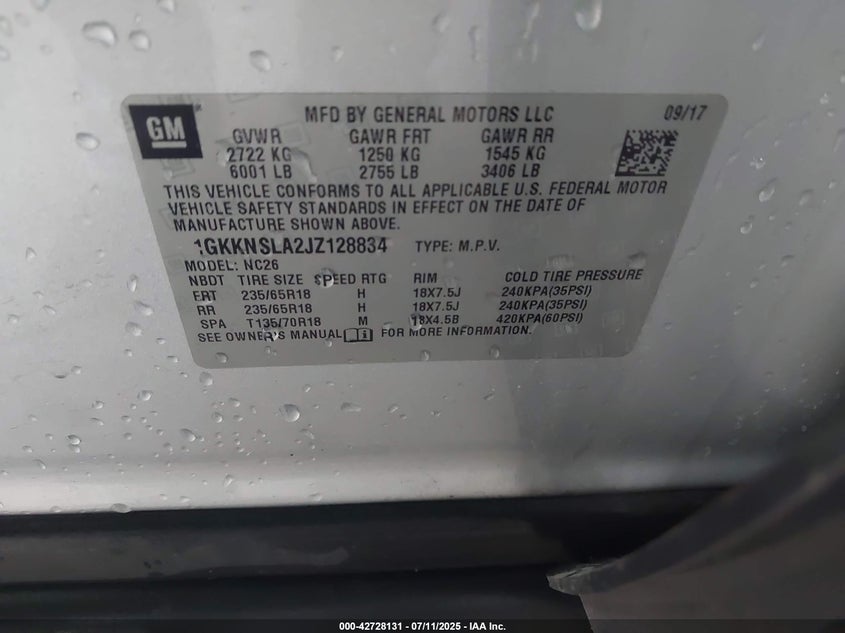 GM
MFD BY GENERAL MOTORS LLC 09/17
GVWR GAWR FRT GAWR RR
2722 KG 1250 KG 1545 KG
6001 LB 2755 LB 3406 LB
THIS VEHICLE CONFORMS TO ALL APPLICABLE U.S. FEDERAL MOTOR
VEHICLE SAFETY STANDARDS IN EFFECT ON THE DATE OF
MANUFACTURE SHOWN ABOVE.
1GKKNSLA2JZ128834 TYPE: M.P.V.
MODEL: NC26
NBDT TIRE SIZE SPEED RTG RIM COLD TIRE PRESSURE
FRT 235/65R18 H 18X7.5J 240KPA(35PSI)
RR 235/65R18 H 18X7.5J 240KPA(35PSI)
SPA T135/70R18 M 18X4.5B 420KPA(60PSI)
SEE OWNER'S MANUAL FOR MORE INFORMATION.
000-42728131 - 07/11/2025 - IAA Inc.